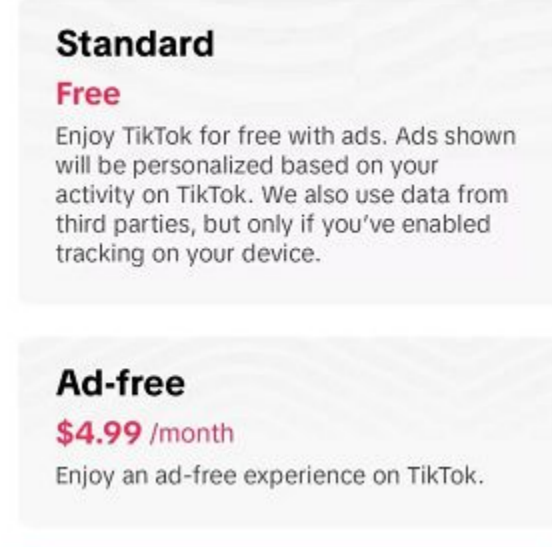 Standard
Free
Enjoy TikTok for free with ads. Ads shown
will be personalized based on your
activity on TikTok. We also use data from
third parties, but only if you’ve enabled
tracking on your device.
Ad-free
$4.99 /month
Enjoy an ad-free experience on TikTok.